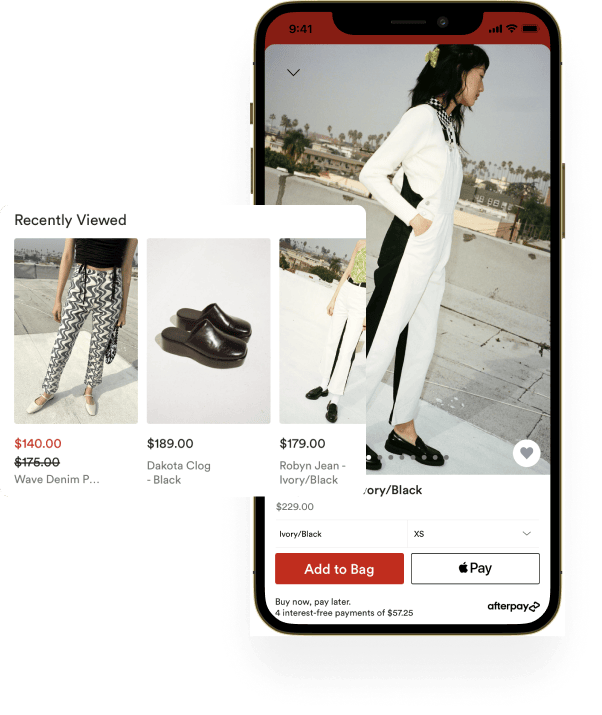 9:41
Recently Viewed
$140.00
$175.00
Wave Denim P...
$189.00
Dakota Clog
- Black
$179.00
Robyn Jean -
Ivory/Black
vory/Black
$229.00
Ivory/Black
XS
Add to Bag
Pay
Buy now, pay later.
4 interest-free payments of $57.25
afterpay